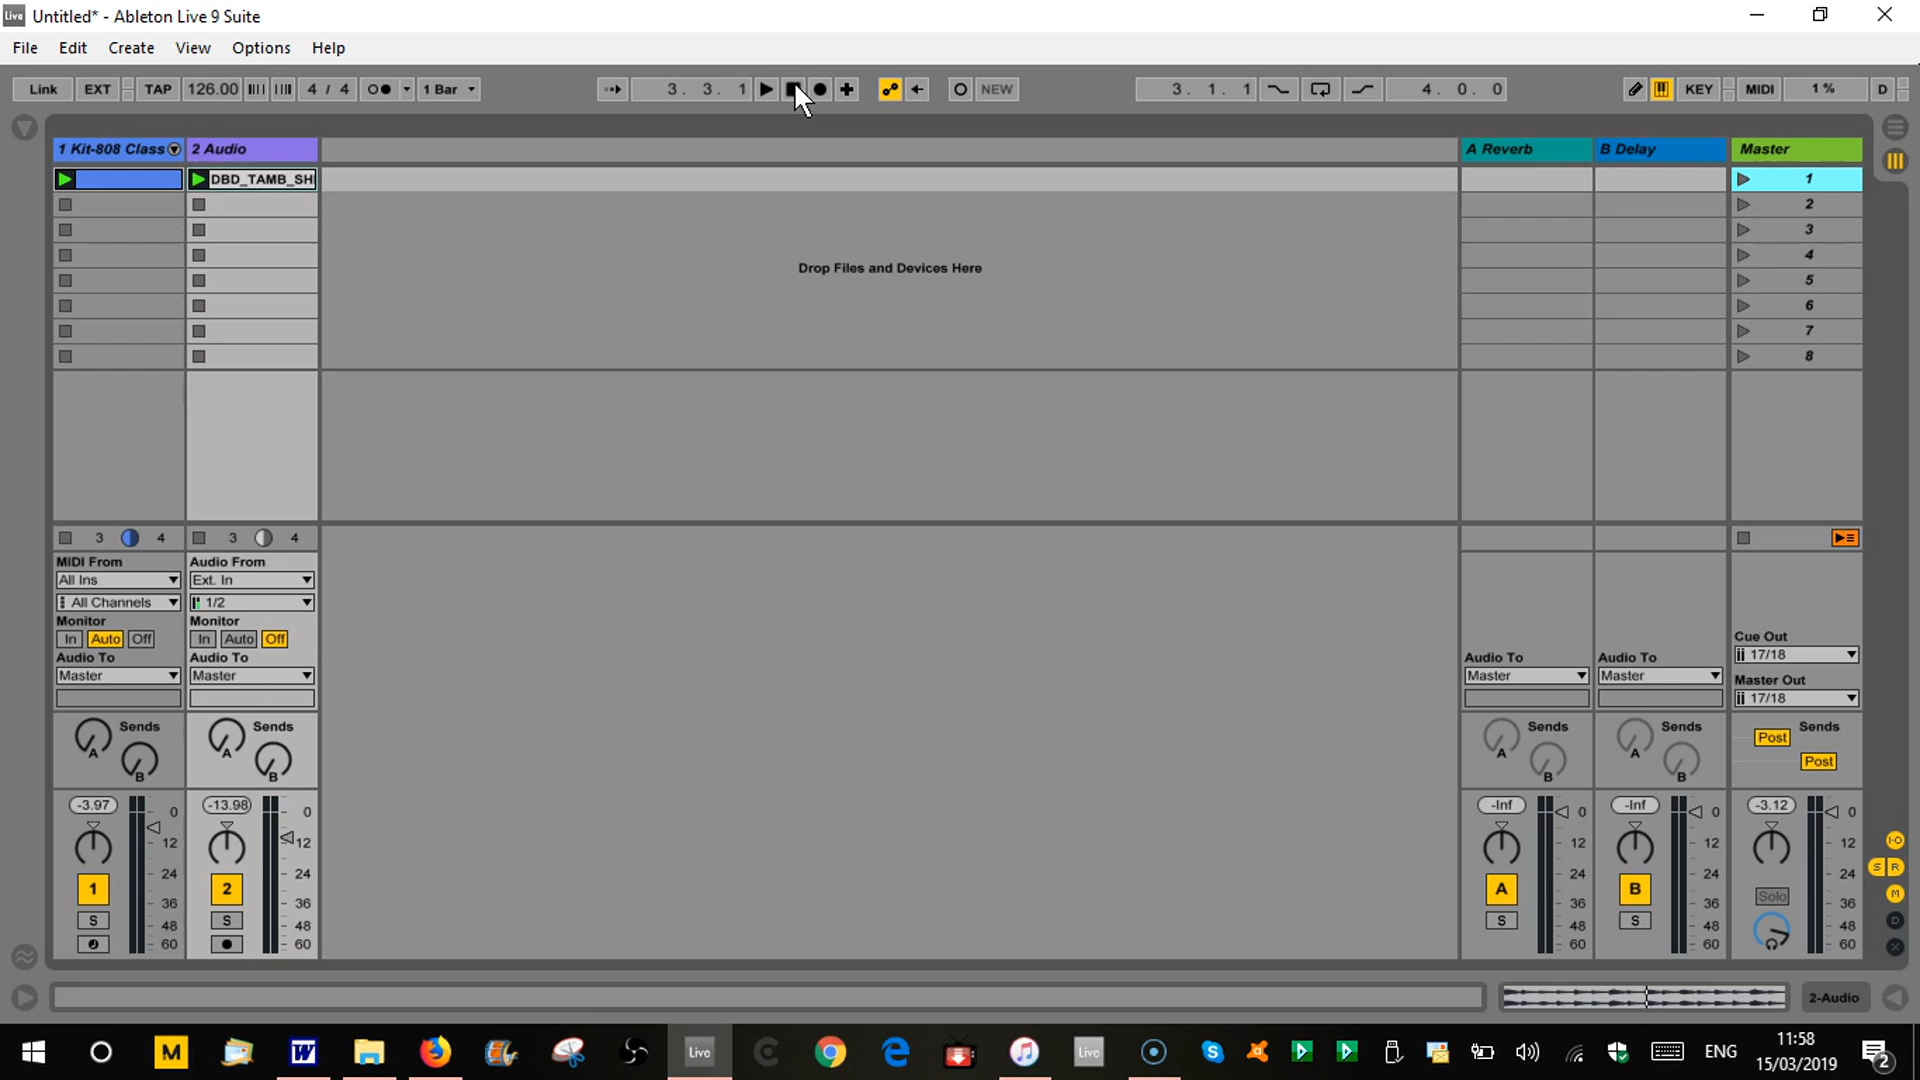 Live Untitled* - Ableton Live 9 Suite
File Edit Create View Options Help
Link EXT TAP 126.00 4 / 4 1 Bar 3. 3. 1 NEW 3. 1. 1 4. 0. 0 KEY MIDI 1 % D
1 Kit-808 Class 2 Audio A Reverb B Delay Master
DBD_TAMB_SH 1
2
3
Drop Files and Devices Here
4
5
6
7
8
3 4 3 4
MIDI From Audio From
All Ins Ext. In
All Channels 1/2
Monitor Monitor
In Auto Off In Auto Off Cue Out
Audio To Audio To Audio To Audio To 17/18
Master Master Master Master Master Out
17/18
Sends Sends Sends Sends Sends
A A A A Post
B B B B Post
-3.97 -13.98 -Inf -Inf -3.12
0 0 0 0 0
12 12 12 12 12
24 24 24 24 24
1 2 A B Solo
36 36 36 36 36
S S S S
48 48 48 48 48
60 60 60 60 60
I·O
S R
M
D
X
2-Audio
M W Live C Live ENG 11:58
15/03/2019 2